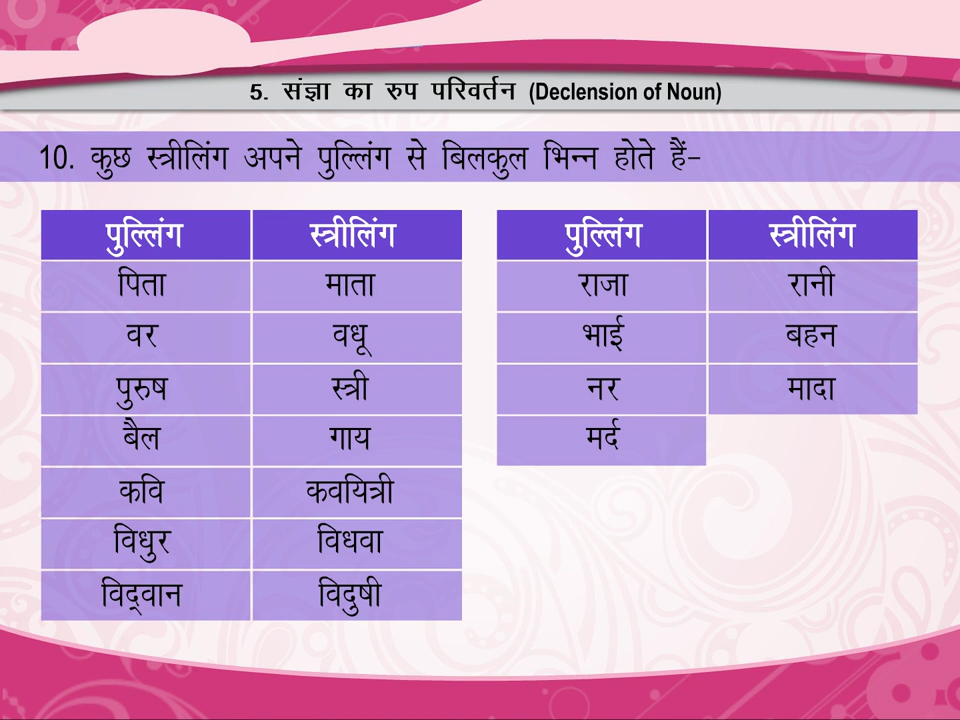 5. संज्ञा का रुप परिवर्तन (Declension of Noun)
10. कुछ स्त्रीलिंग अपने पुल्लिंग से बिलकुल भिन्न होते हैं-
पुल्लिंग स्त्रीलिंग
पिता माता
वर वधू
पुरुष स्त्री
बैल गाय
कवि कवयित्री
विधुर विधवा
विद्वान विदुषी
पुल्लिंग स्त्रीलिंग
राजा रानी
भाई बहन
नर मादा
मर्द